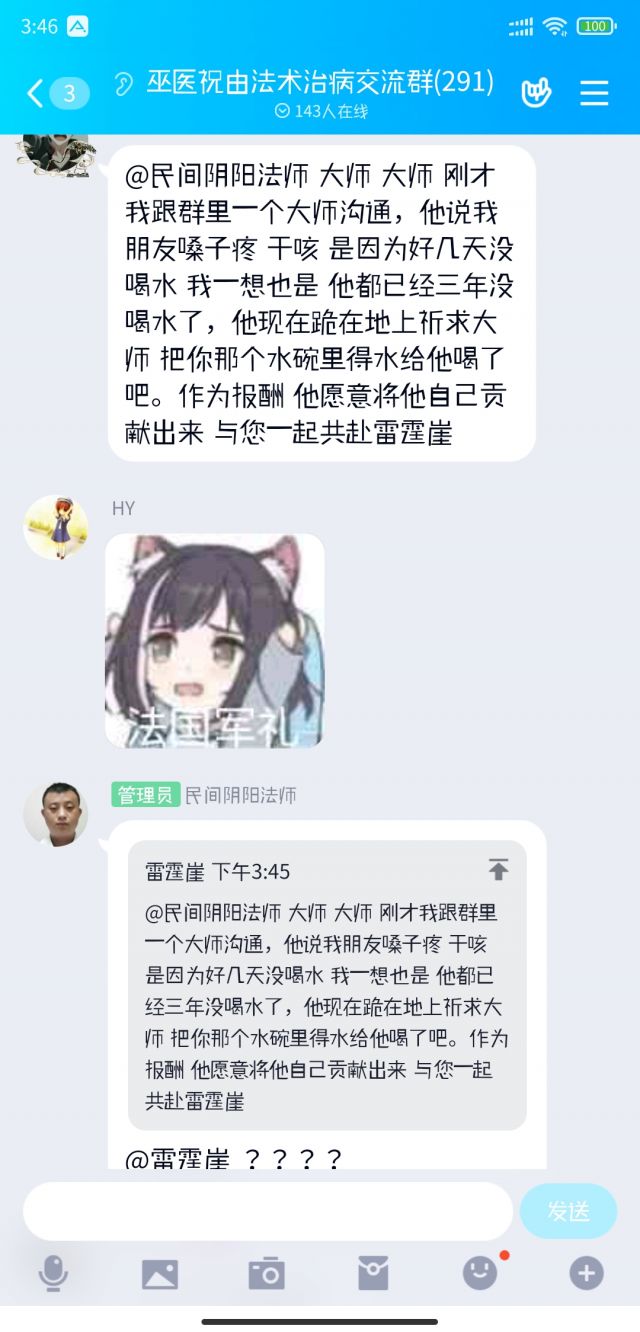 3:46
100
3
巫医祝由法术治病交流群(291)
143人在线
@民间阴阳法师 大师 大师 刚才
我跟群里一个大师沟通，他说我
朋友嗓子疼 干咳 是因为好几天没
喝水 我一想也是 他都已经三年没
喝水了，他现在跪在地上祈求大
师 把你那个水碗里得水给他喝了
吧。作为报酬 他愿意将他自己贡
献出来 与您一起共赴雷霆崖
HY
法国军礼
管理员 民间阴阳法师
雷霆崖 下午3:45
@民间阴阳法师 大师 大师 刚才我跟群里
一个大师沟通，他说我朋友嗓子疼 干咳
是因为好几天没喝水 我一想也是 他都已
经三年没喝水了，他现在跪在地上祈求大
师 把你那个水碗里得水给他喝了吧。作为
报酬 他愿意将他自己贡献出来 与您一起
共赴雷霆崖
@雷霆崖 ？？？？
发送